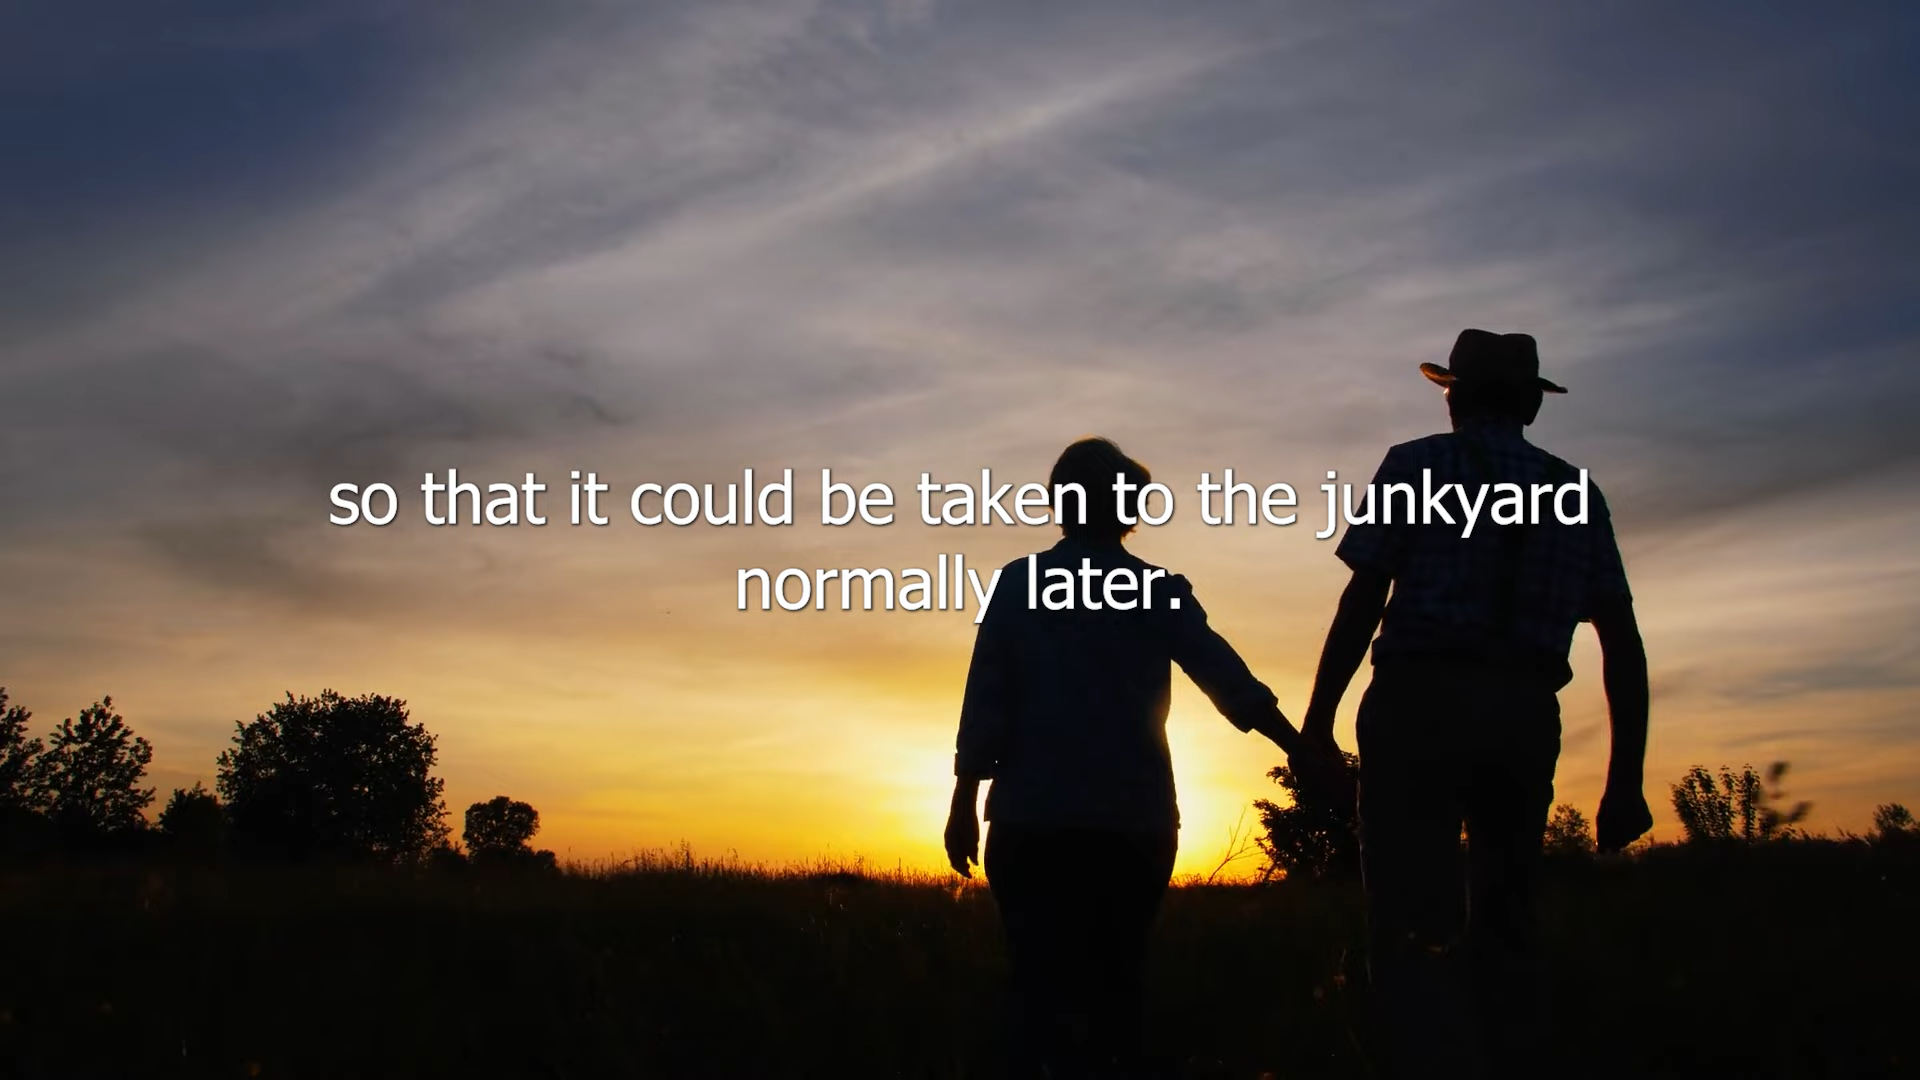 so that it could be taken to the junkyard
normally later.